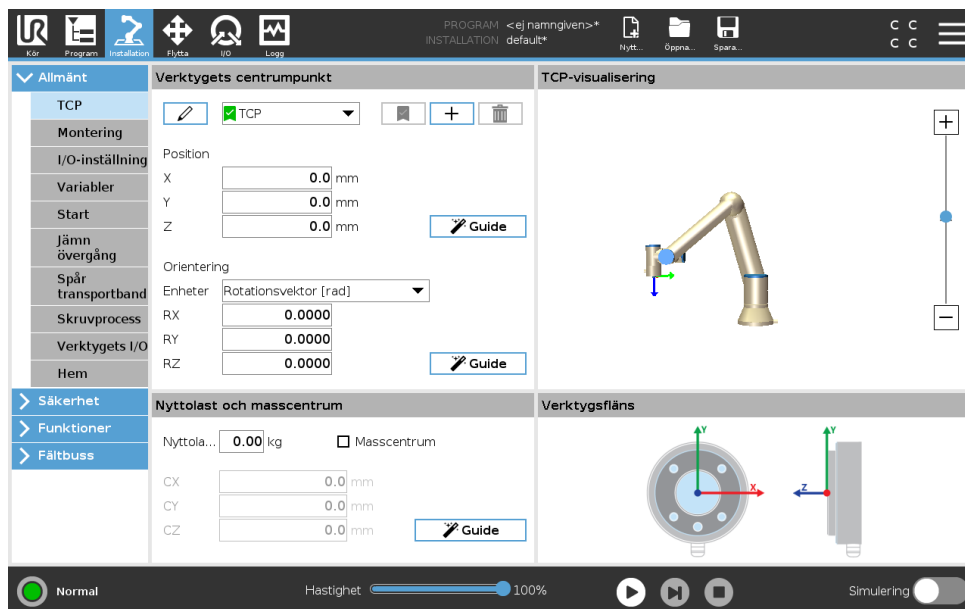 PROGRAM <ej namngiven>*
INSTALLATION default*
C C
C C
Kör Program Installation Flytta I/O Logg Nytt... Öppna... Spara...
Allmänt
TCP
Montering
I/O-inställning
Variabler
Start
Jämn
övergång
Spår
transportband
Skruvprocess
Verktygets I/O
Hem
Säkerhet
Funktioner
Fältbuss
Verktygets centrumpunkt
TCP
Position
X 0.0 mm
Y 0.0 mm
Z 0.0 mm Guide
Orientering
Enheter Rotationsvektor [rad]
RX 0.0000
RY 0.0000
RZ 0.0000 Guide
Nyttolast och masscentrum
Nyttola... 0.00 kg Masscentrum
CX 0.0 mm
CY 0.0 mm
CZ 0.0 mm Guide
TCP-visualisering
Verktygsfläns
Y Y
X Z
Normal Hastighet 100% Simulering